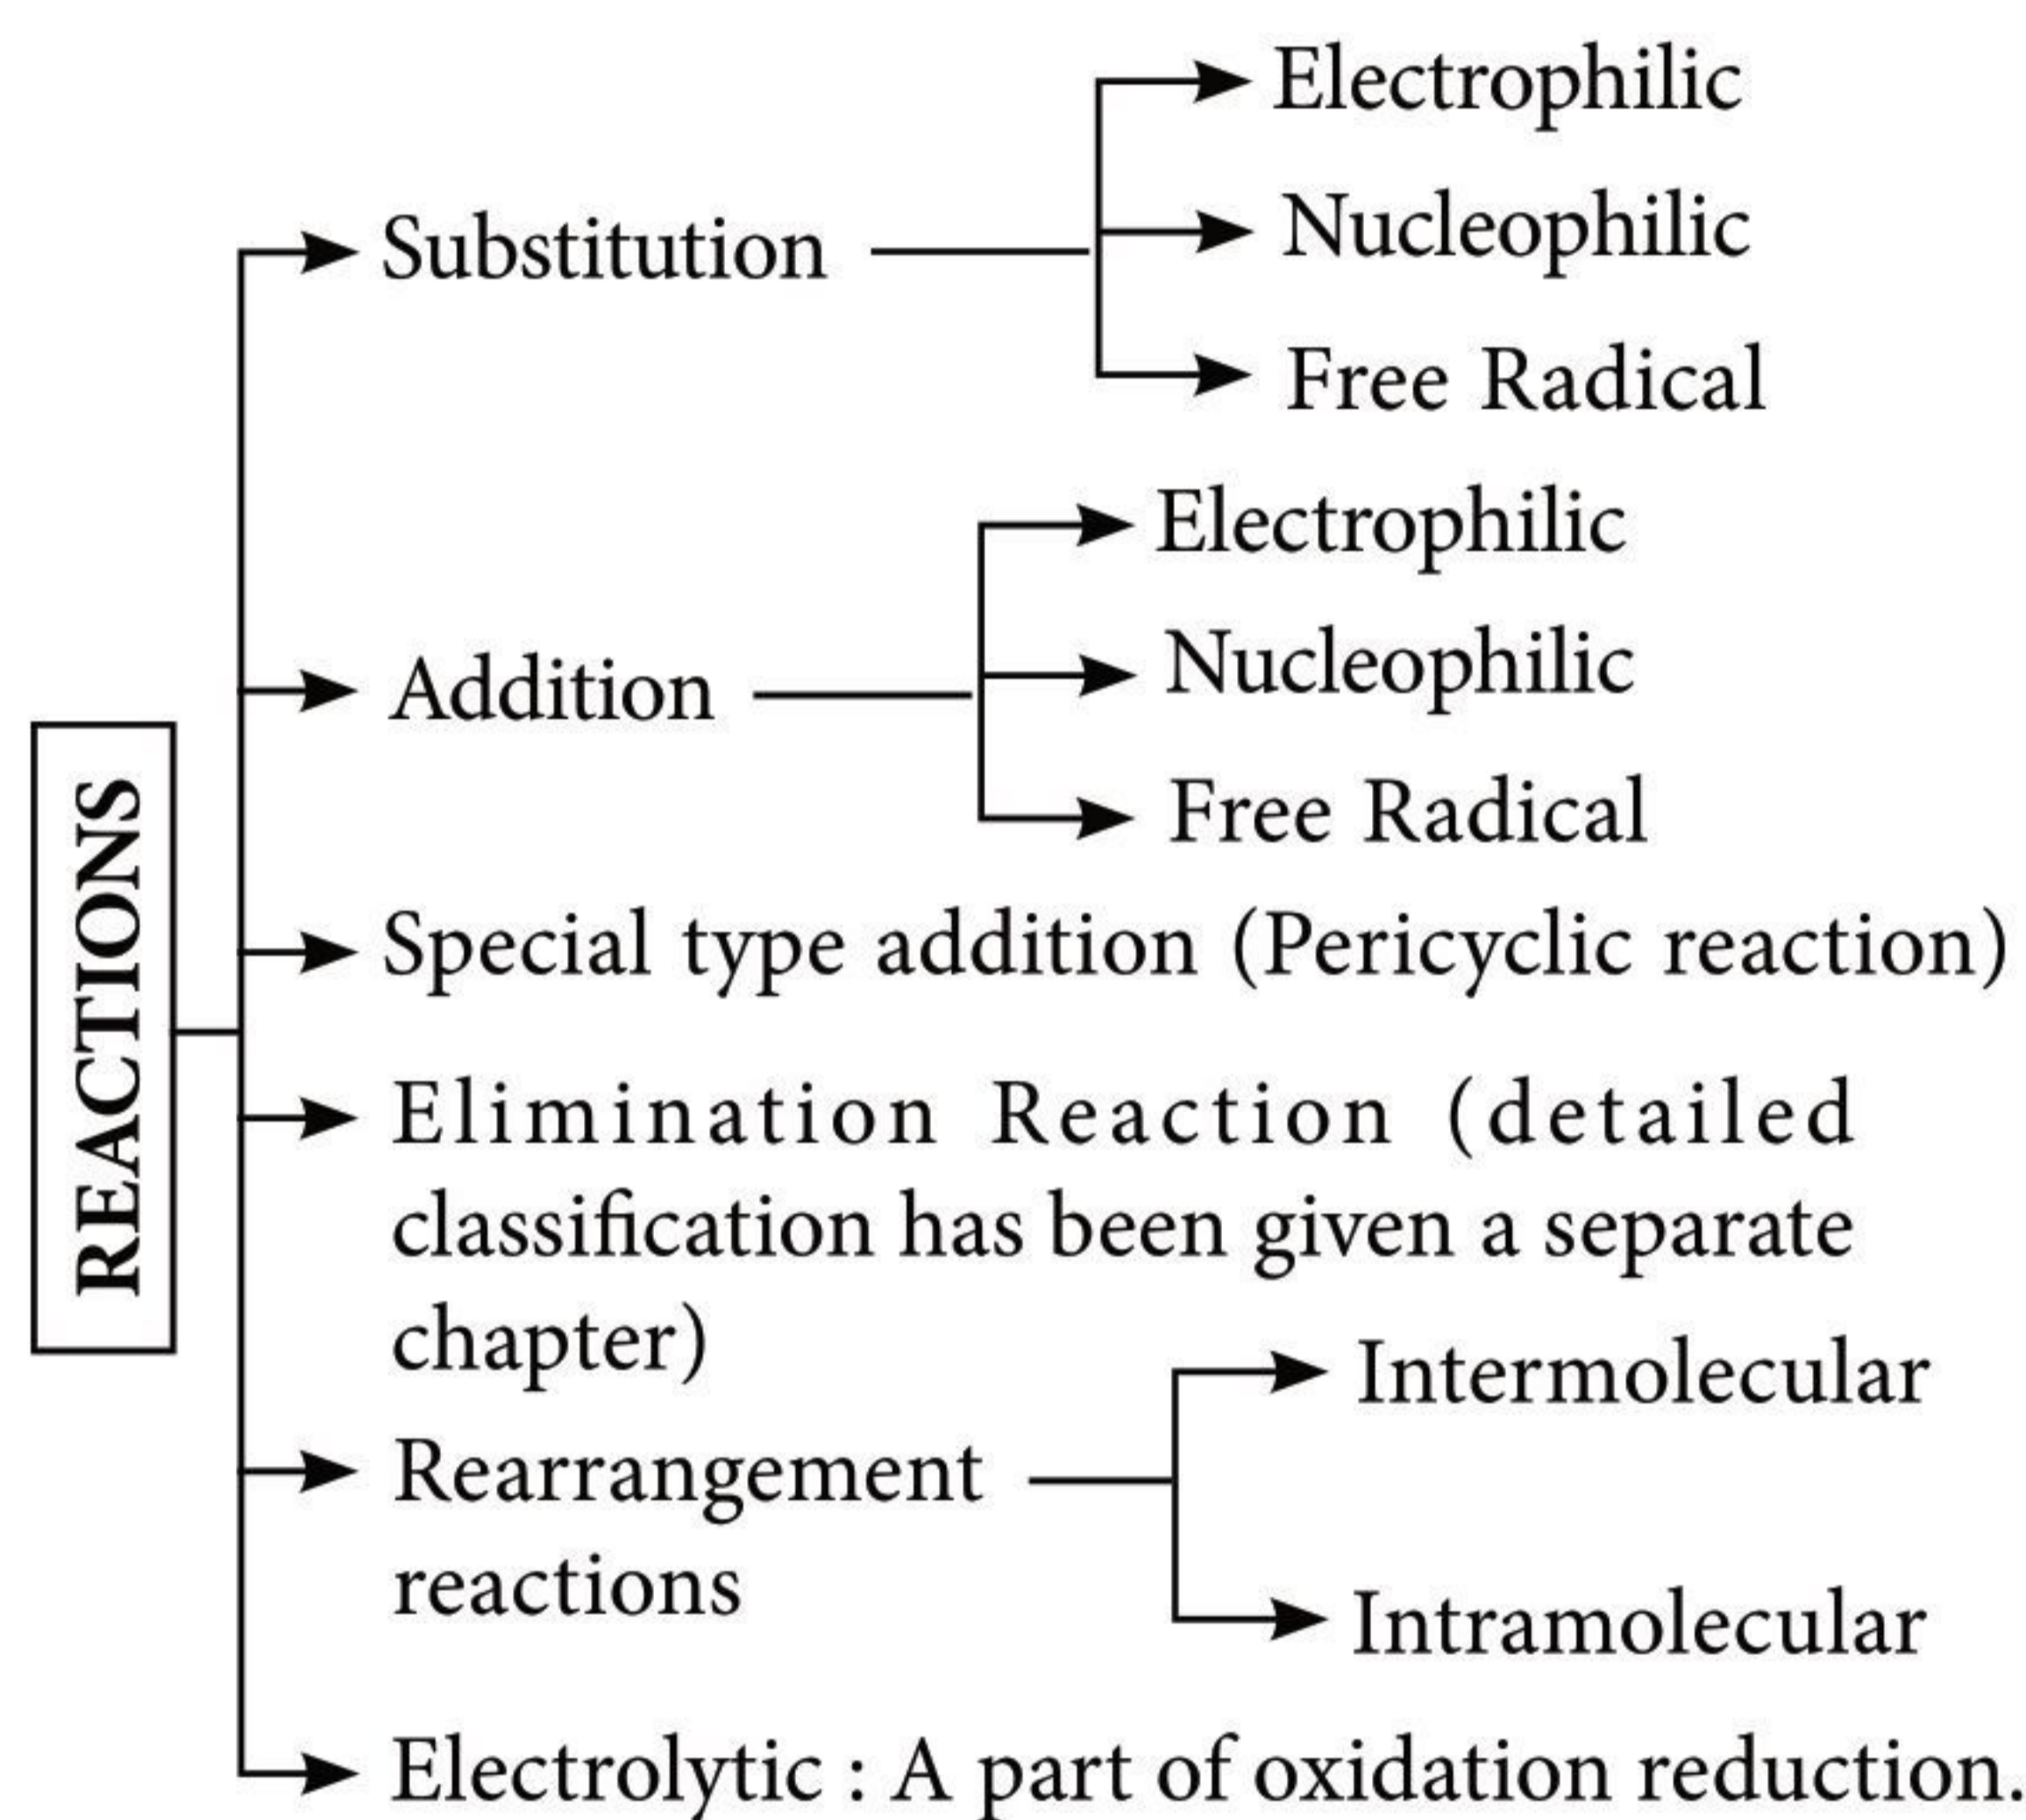 REACTIONS
Substitution
Electrophilic
Nucleophilic
Free Radical
Addition
Electrophilic
Nucleophilic
Free Radical
Special type addition (Pericyclic reaction)
Elimination Reaction (detailed
classification has been given a separate
chapter)
Rearrangement
reactions
Intermolecular
Intramolecular
Electrolytic : A part of oxidation reduction.